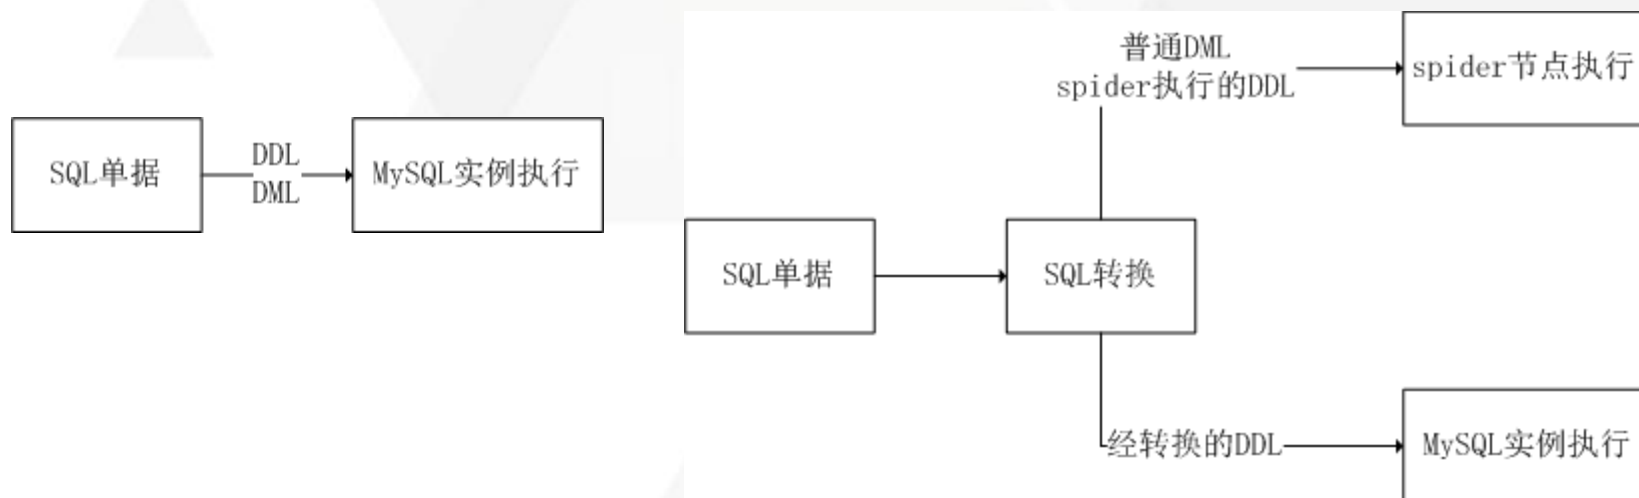 SQL单据
DDL
DML
MySQL实例执行
普通DML
spider执行的DDL
spider节点执行
SQL单据
SQL转换
经转换的DDL
MySQL实例执行